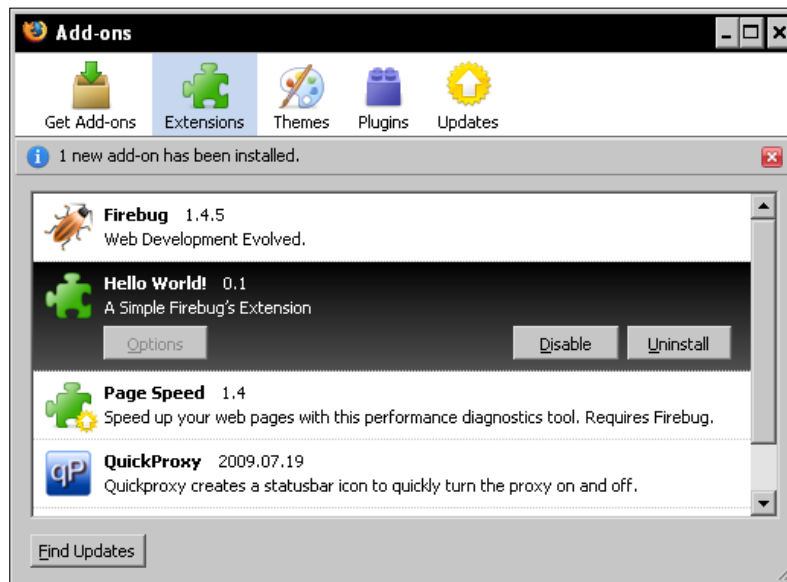 Add-ons
Get Add-ons Extensions Themes Plugins Updates
1 new add-on has been installed.
Firebug 1.4.5
Web Development Evolved.
Hello World! 0.1
A Simple Firebug's Extension
Options Disable Uninstall
Page Speed 1.4
Speed up your web pages with this performance diagnostics tool. Requires Firebug.
qP
QuickProxy 2009.07.19
Quickproxy creates a statusbar icon to quickly turn the proxy on and off.
Find Updates